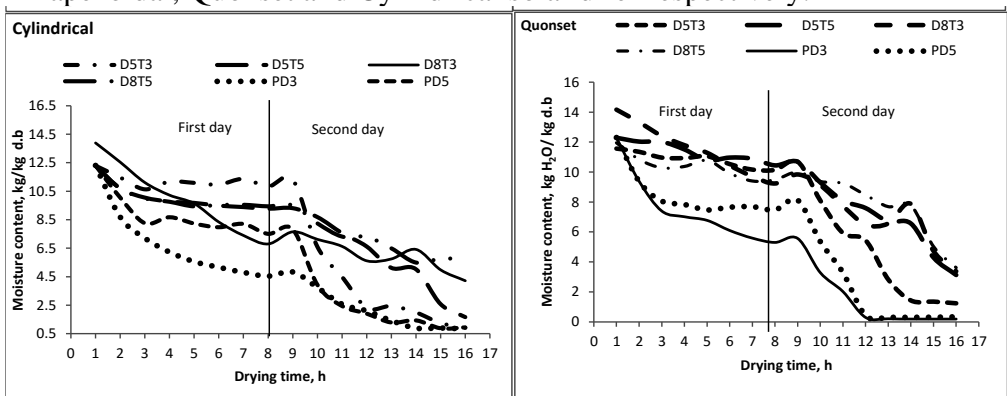 Quonset and Cylindrical respectively.
Cylindrical
D5T3 D5T5 D8T3
D8T5 PD3 PD5
16.5
14.5
12.5
10.5
8.5
6.5
4.5
2.5
0.5
Moisture content, kg/kg d.b
First day
Second day
0 1 2 3 4 5 6 7 8 9 10 11 12 13 14 15 16 17
Drying time, h
Quonset
D5T3 D5T5 D8T3
D8T5 PD3 PD5
16
14
12
10
8
6
4
2
0
Moisture content, kg H2O/ kg d.b
First day
Second day
0 1 2 3 4 5 6 7 8 9 10 11 12 13 14 15 16 17
Drying time, h